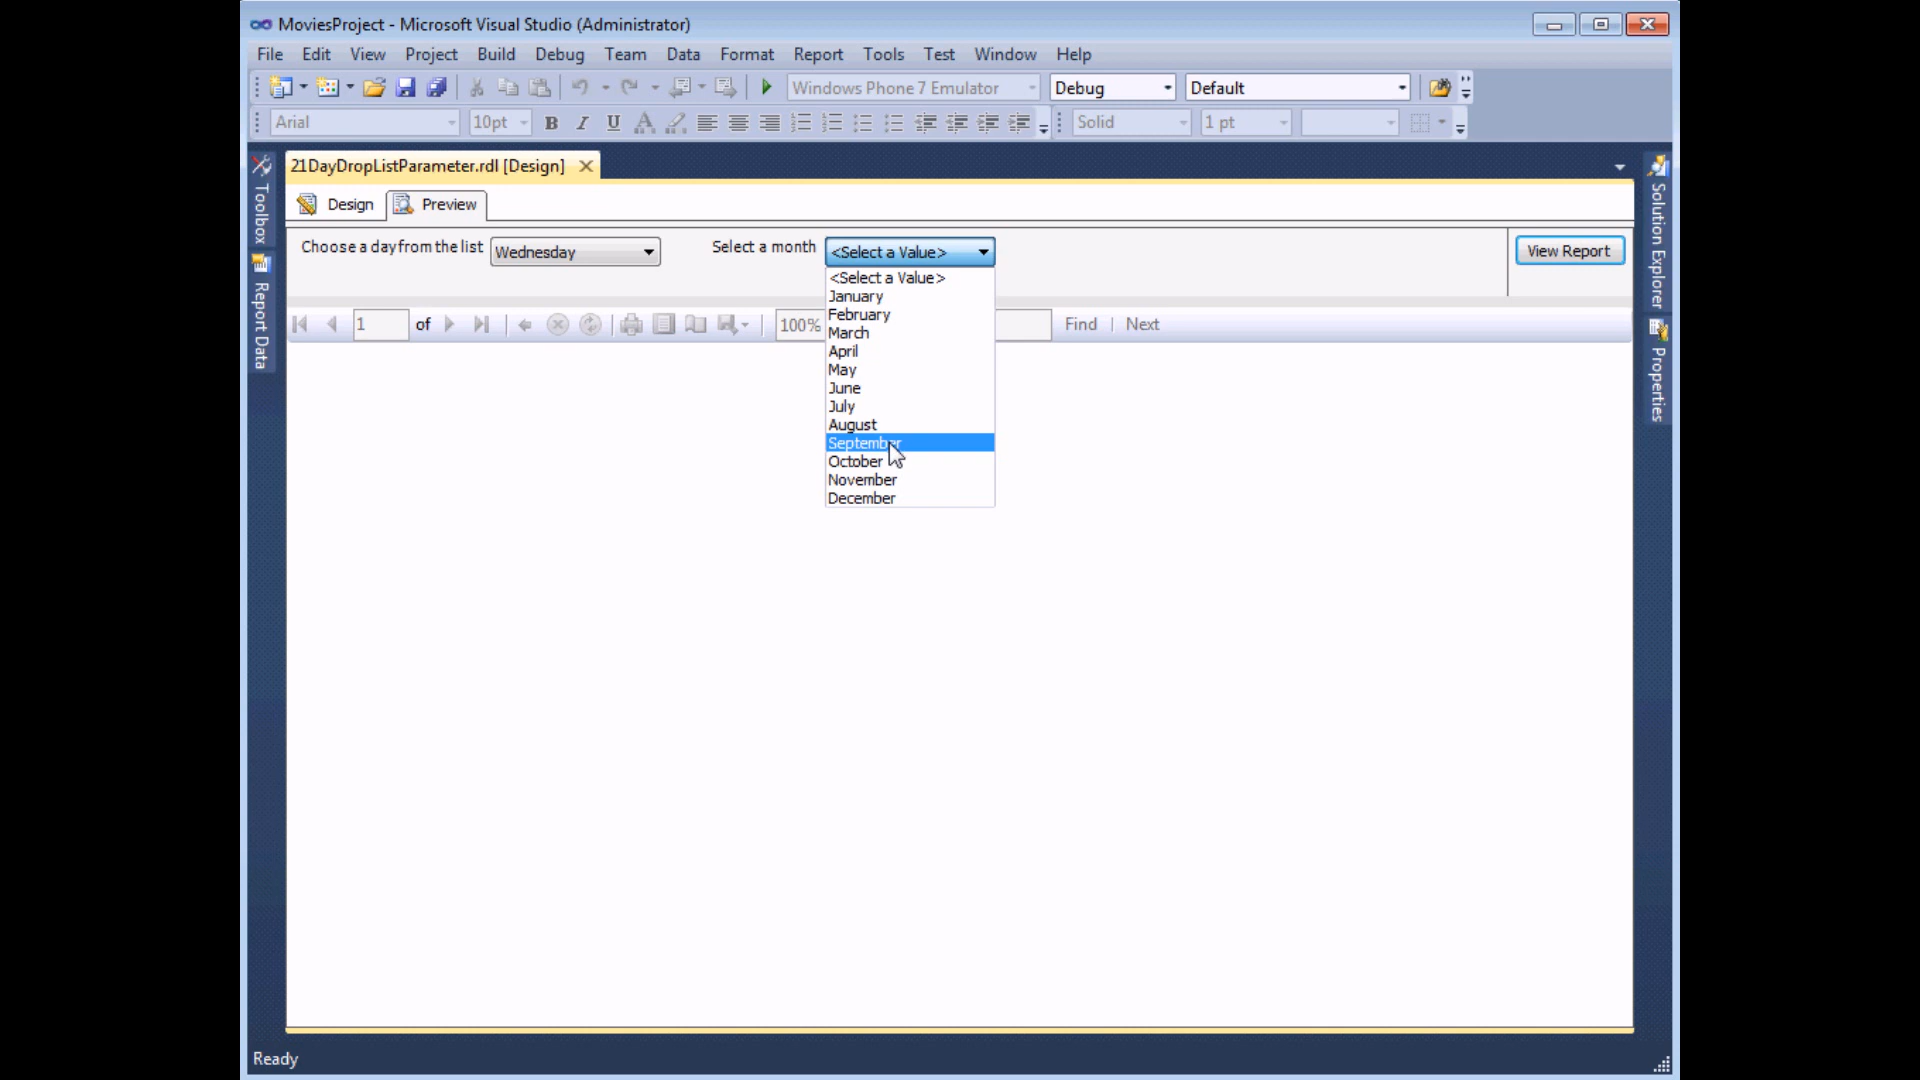 MoviesProject - Microsoft Visual Studio (Administrator)
File Edit View Project Build Debug Team Data Format Report Tools Test Window Help
Windows Phone 7 Emulator Debug Default
Arial 10pt B I U A Solid 1 pt
21DayDropListParameter.rdl [Design]
Design Preview
Choose a day from the list Wednesday Select a month <Select a Value> View Report
<Select a Value>
January
February
March
April
May
June
July
August
September
October
November
December
1 of 100% Find | Next
Toolbox
Report Data
Solution Explorer
Properties
Ready